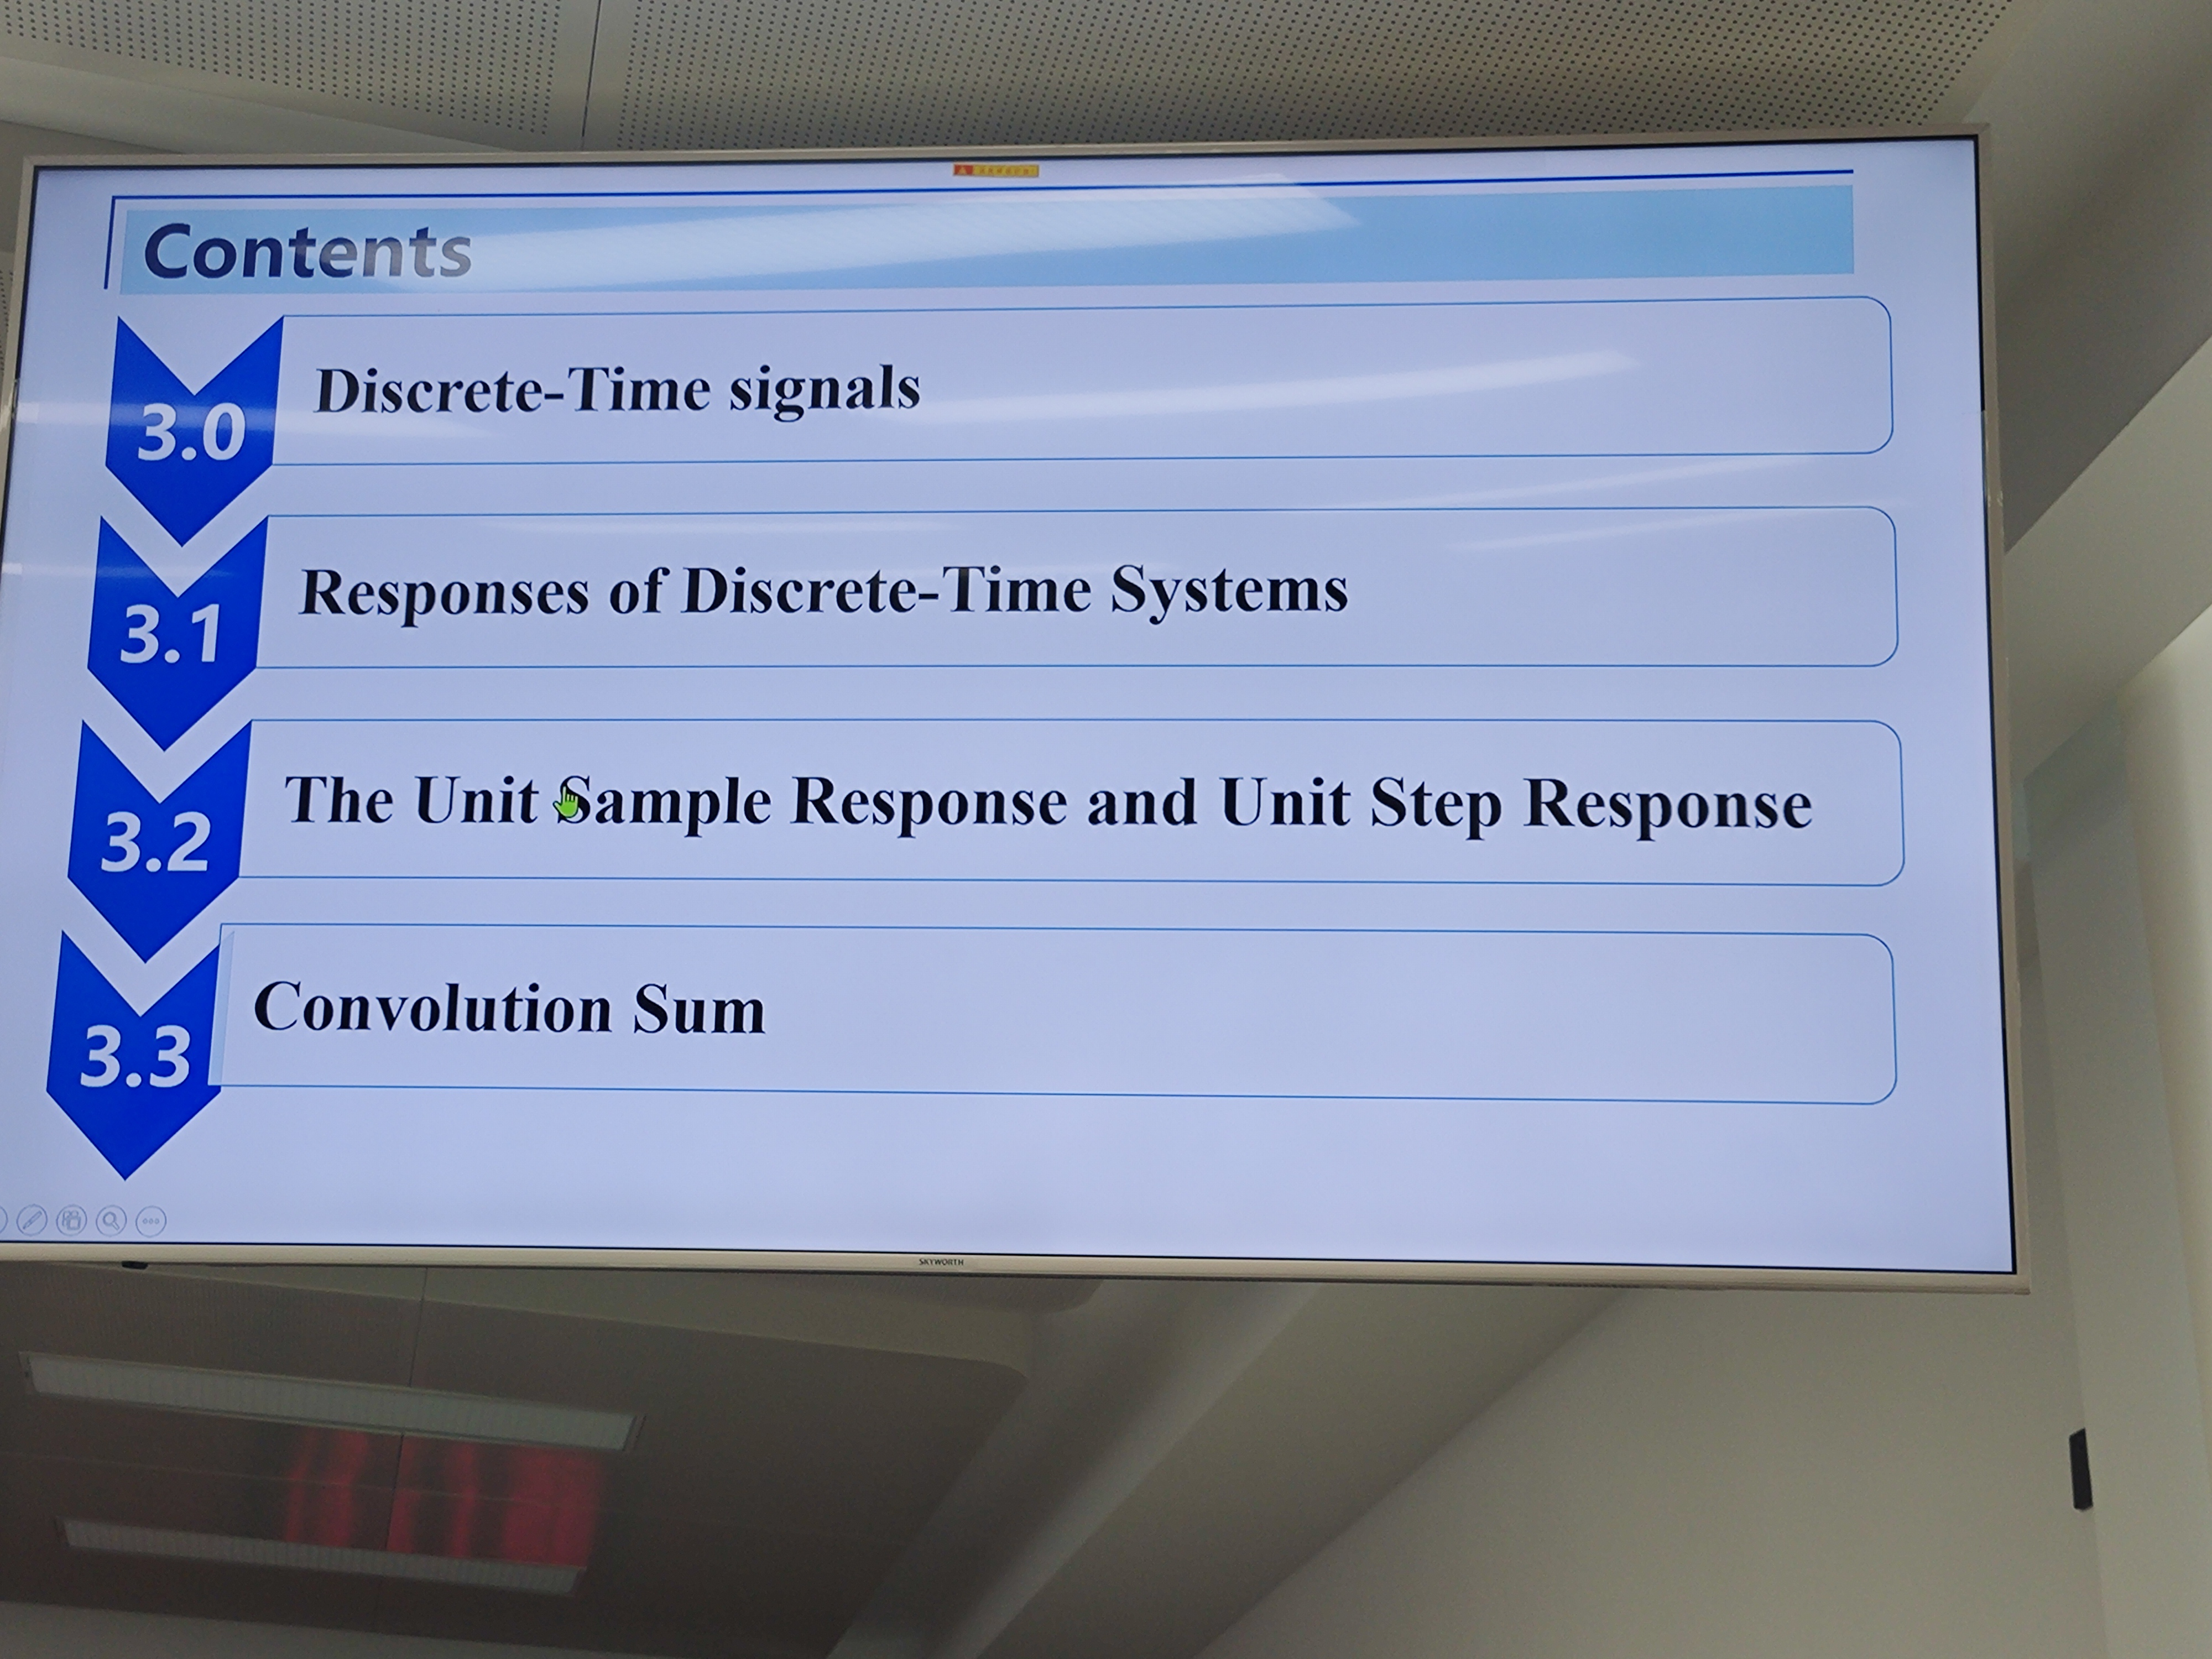 Contents
3.0 Discrete-Time signals
3.1 Responses of Discrete-Time Systems
3.2 The Unit Sample Response and Unit Step Response
3.3 Convolution Sum
SKYWORTH